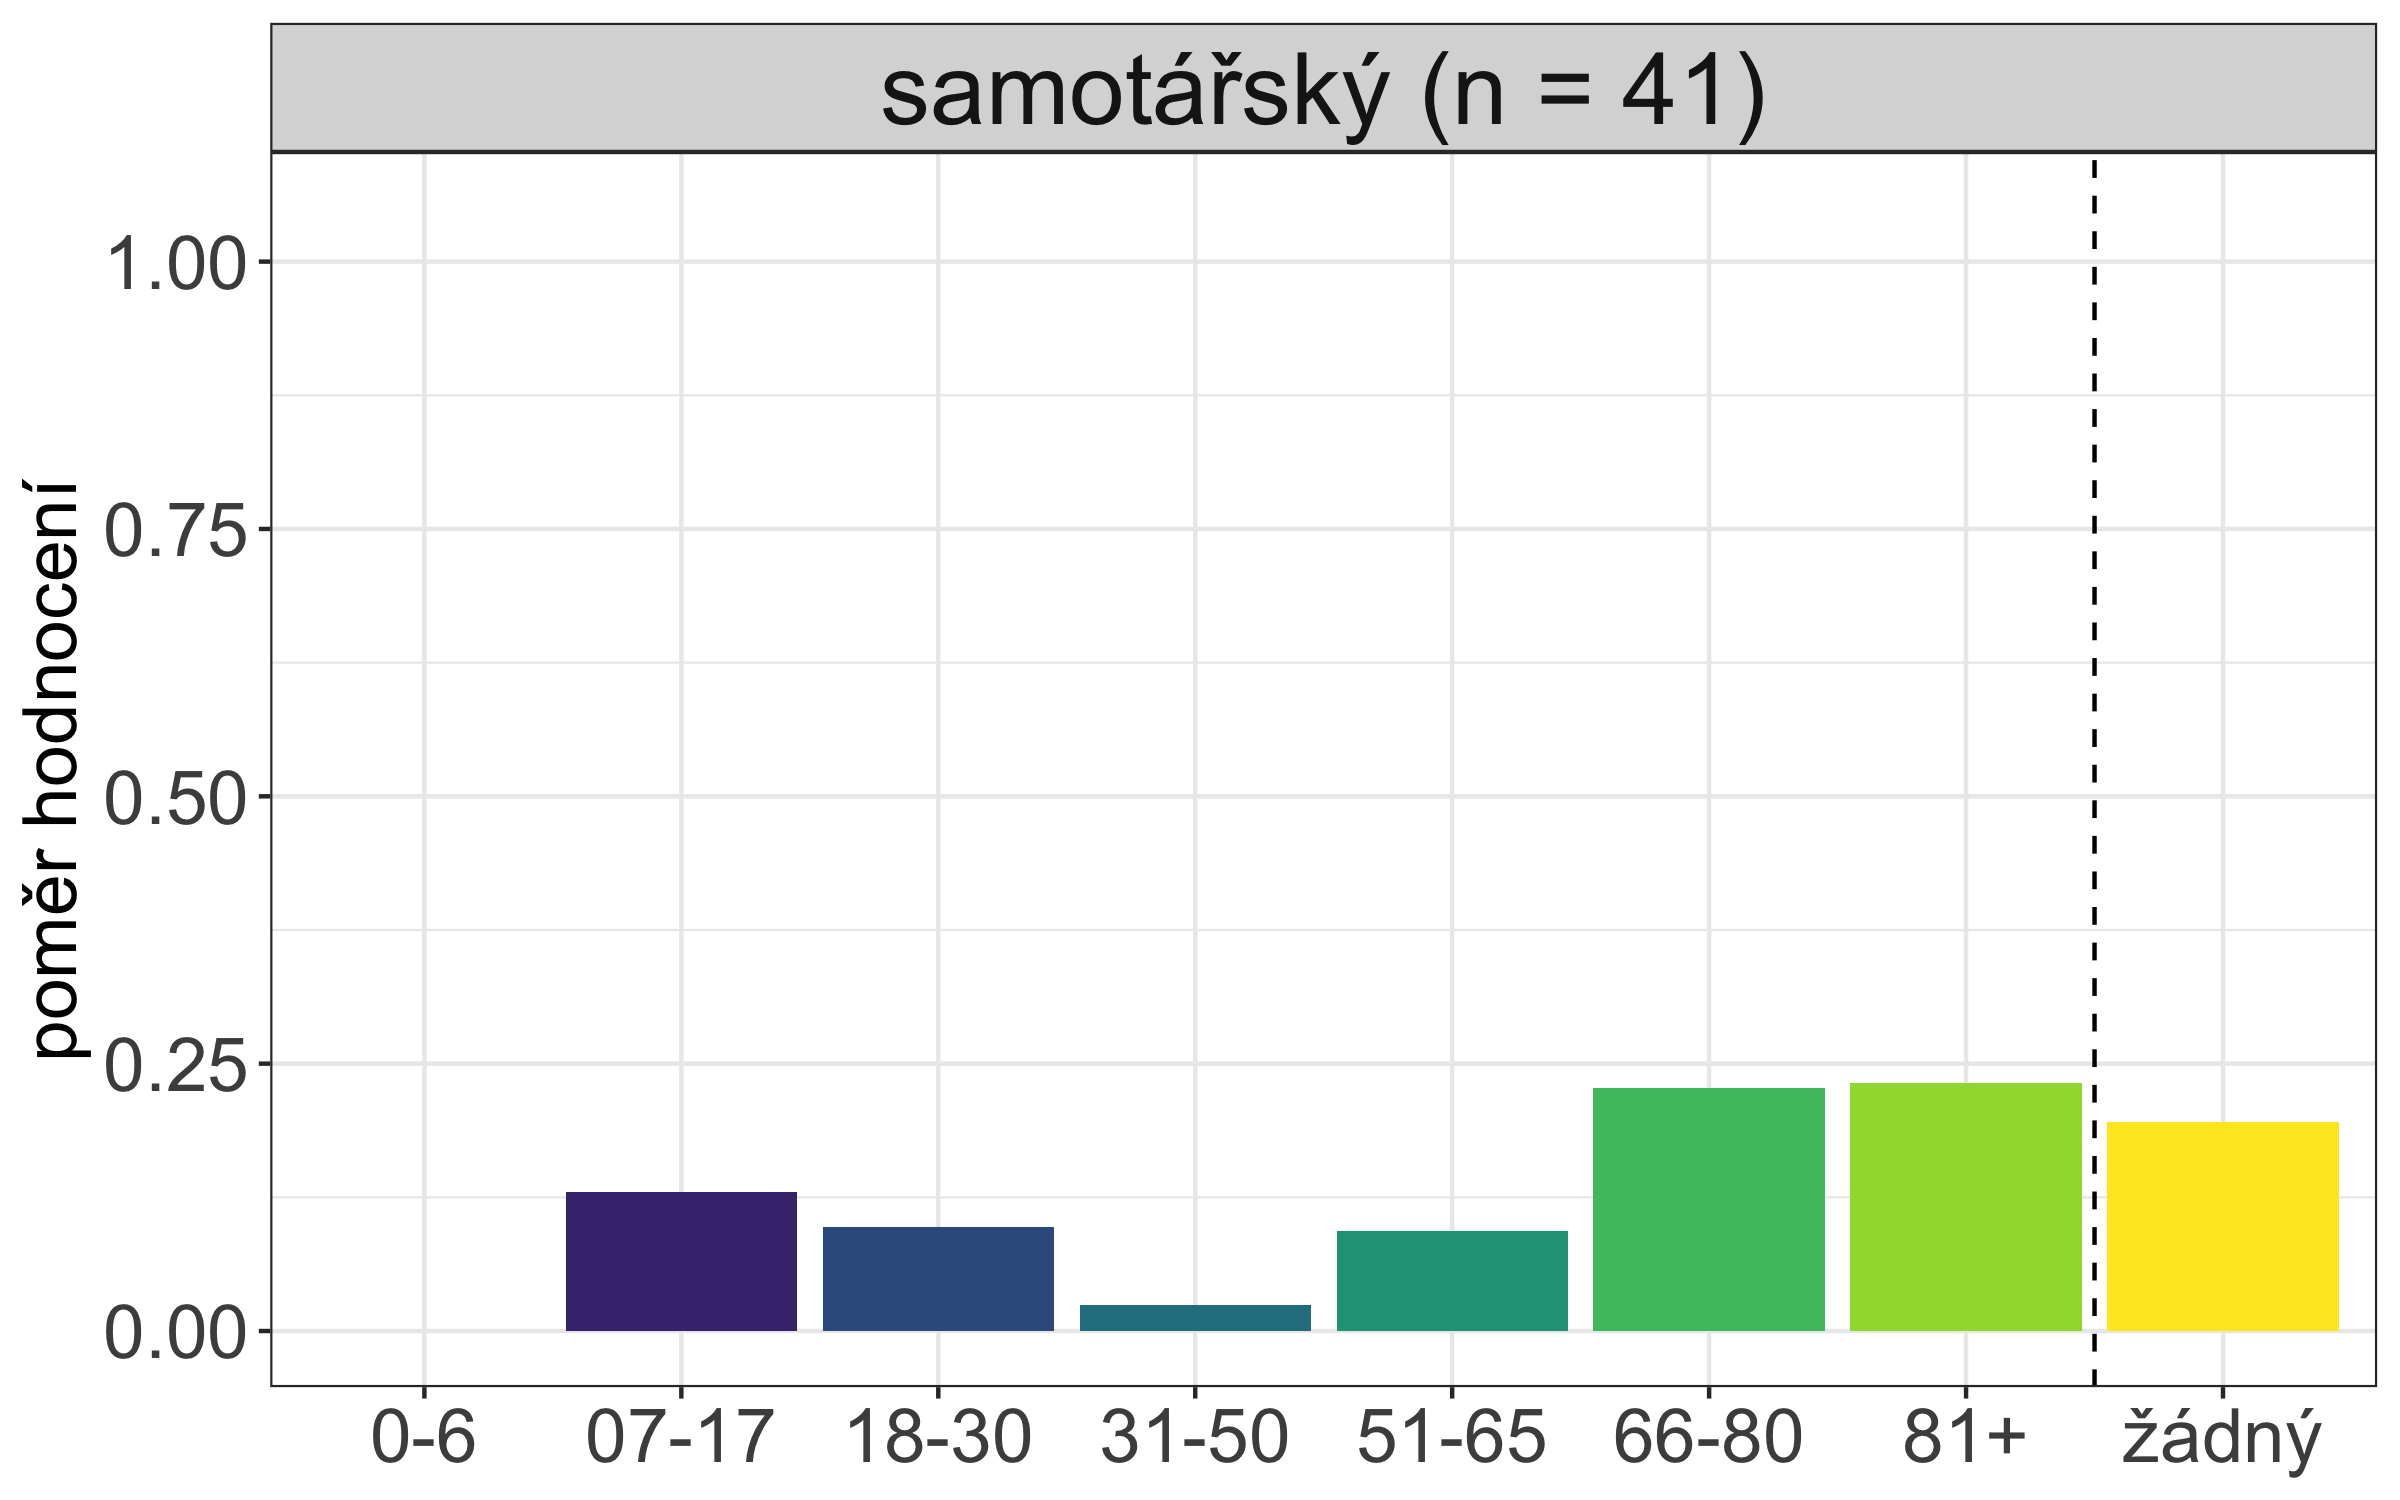 samotářský (n = 41)
poměr hodnocení
1.00
0.75
0.50
0.25
0.00
0-6 07-17 18-30 31-50 51-65 66-80 81+ žádný